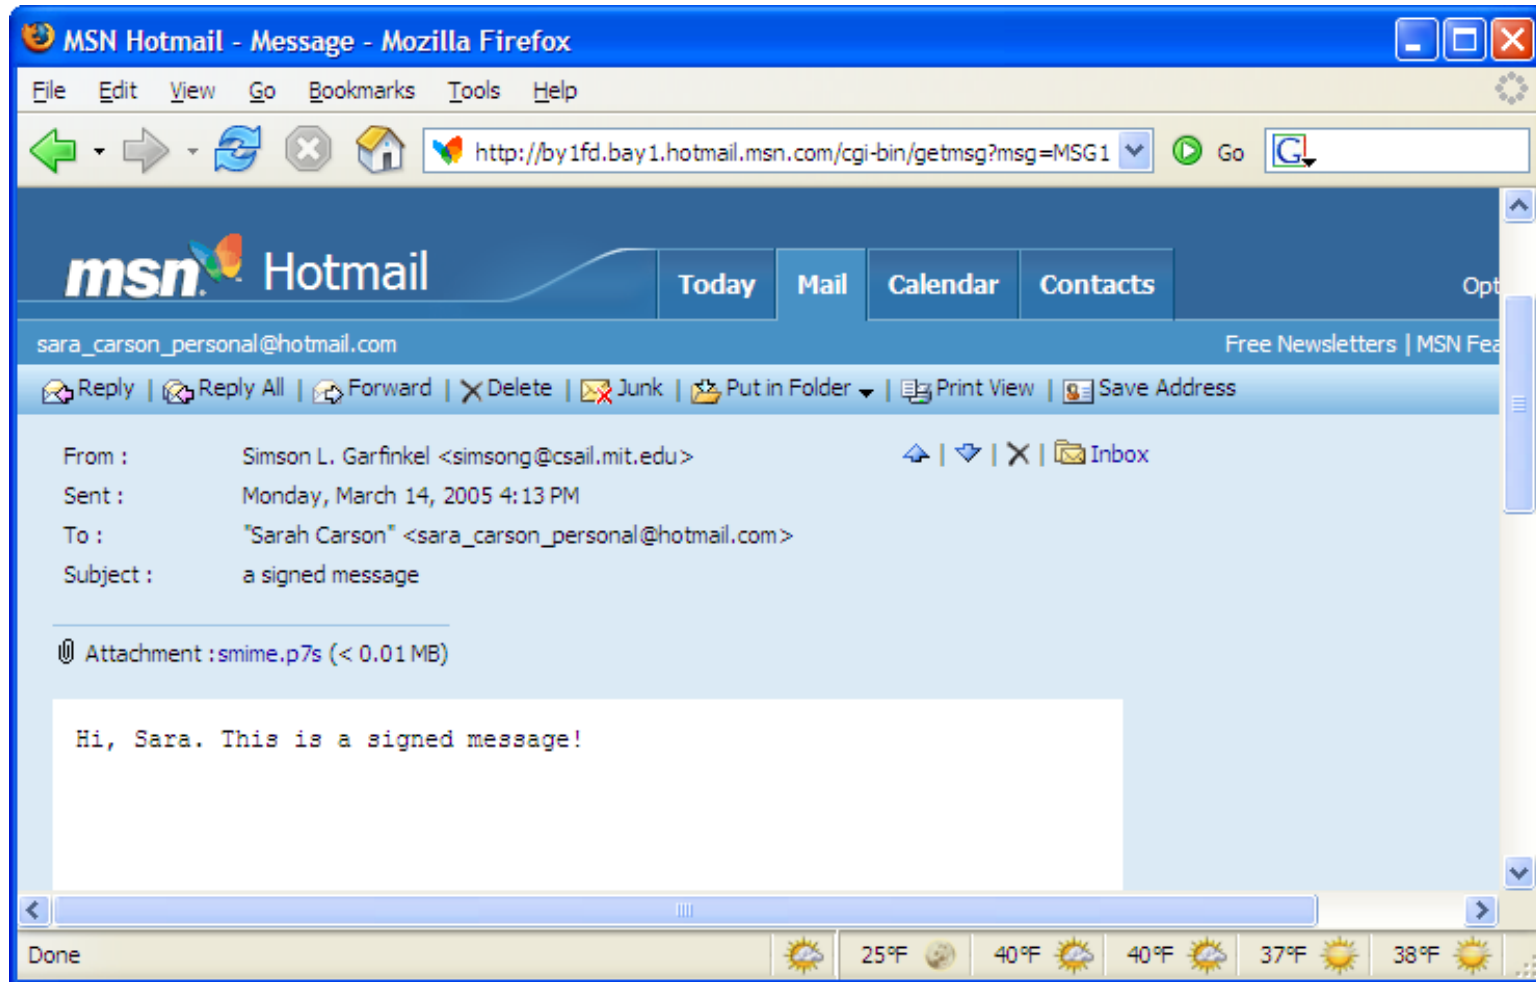 MSN Hotmail - Message - Mozilla Firefox
File Edit View Go Bookmarks Tools Help
http://by1fd.bay1.hotmail.msn.com/cgi-bin/getmsg?msg=MSG1 Go G
msn Hotmail Today Mail Calendar Contacts Opt
sara_carson_personal@hotmail.com Free Newsletters | MSN Fea
Reply | Reply All | Forward | Delete | Junk | Put in Folder | Print View | Save Address
From : Simson L. Garfinkel <simsong@csail.mit.edu> | | | Inbox
Sent : Monday, March 14, 2005 4:13 PM
To : "Sarah Carson" <sara_carson_personal@hotmail.com>
Subject : a signed message
Attachment : smime.p7s (< 0.01 MB)
Hi, Sara. This is a signed message!
Done 25°F 40°F 40°F 37°F 38°F